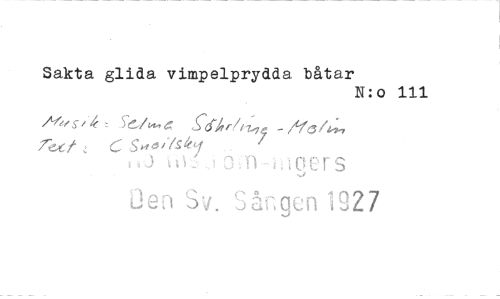 Sakta glida vimpelprydda båtar
N:o 111
Musik: Selma Söhrling-Molin
Text: C Snoilsky
Den Sv. Sången 1927